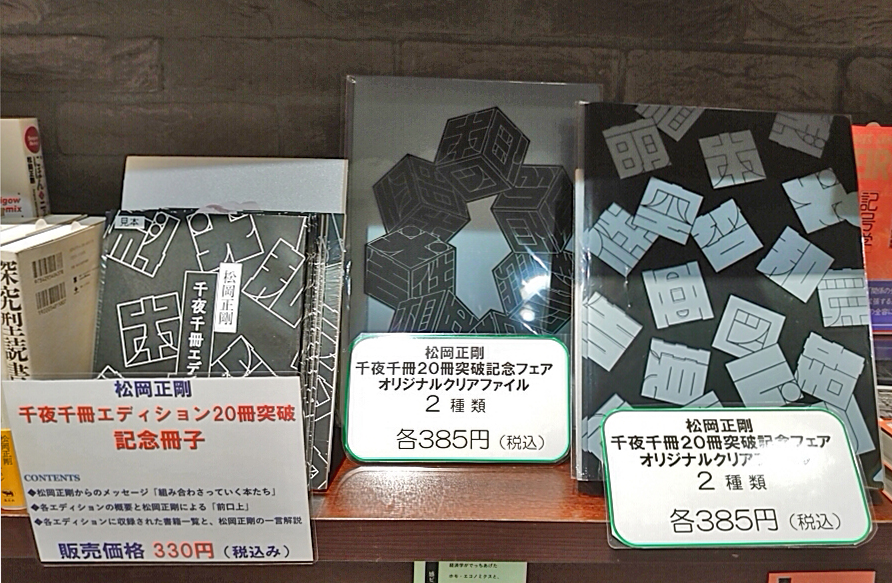 見本
松岡正剛
千夜千冊エディ
松岡正剛
千夜千冊エディション20冊突破
記念冊子
CONTENTS
◆松岡正剛からのメッセージ「組み合わさっていく本たち」
◆各エディションの概要と松岡正剛による「前口上」
◆各エディションに収録された書籍一覧と、松岡正剛の一言解説
販売価格 330円（税込み）
松岡正剛
千夜千冊20冊突破記念フェア
オリジナルクリアファイル
2種類
各385円（税込）
松岡正剛
千夜千冊20冊突破記念フェア
オリジナルクリア
2種類
各385円（税込）
記号学